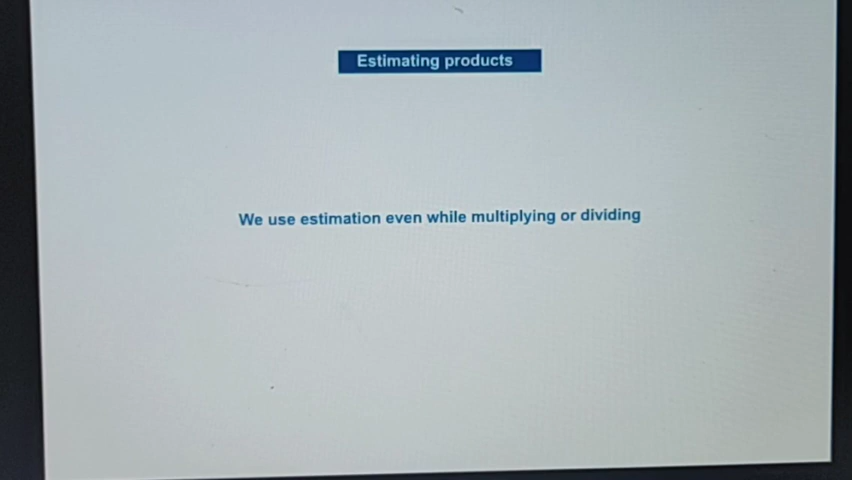 Estimating products
We use estimation even while multiplying or dividing